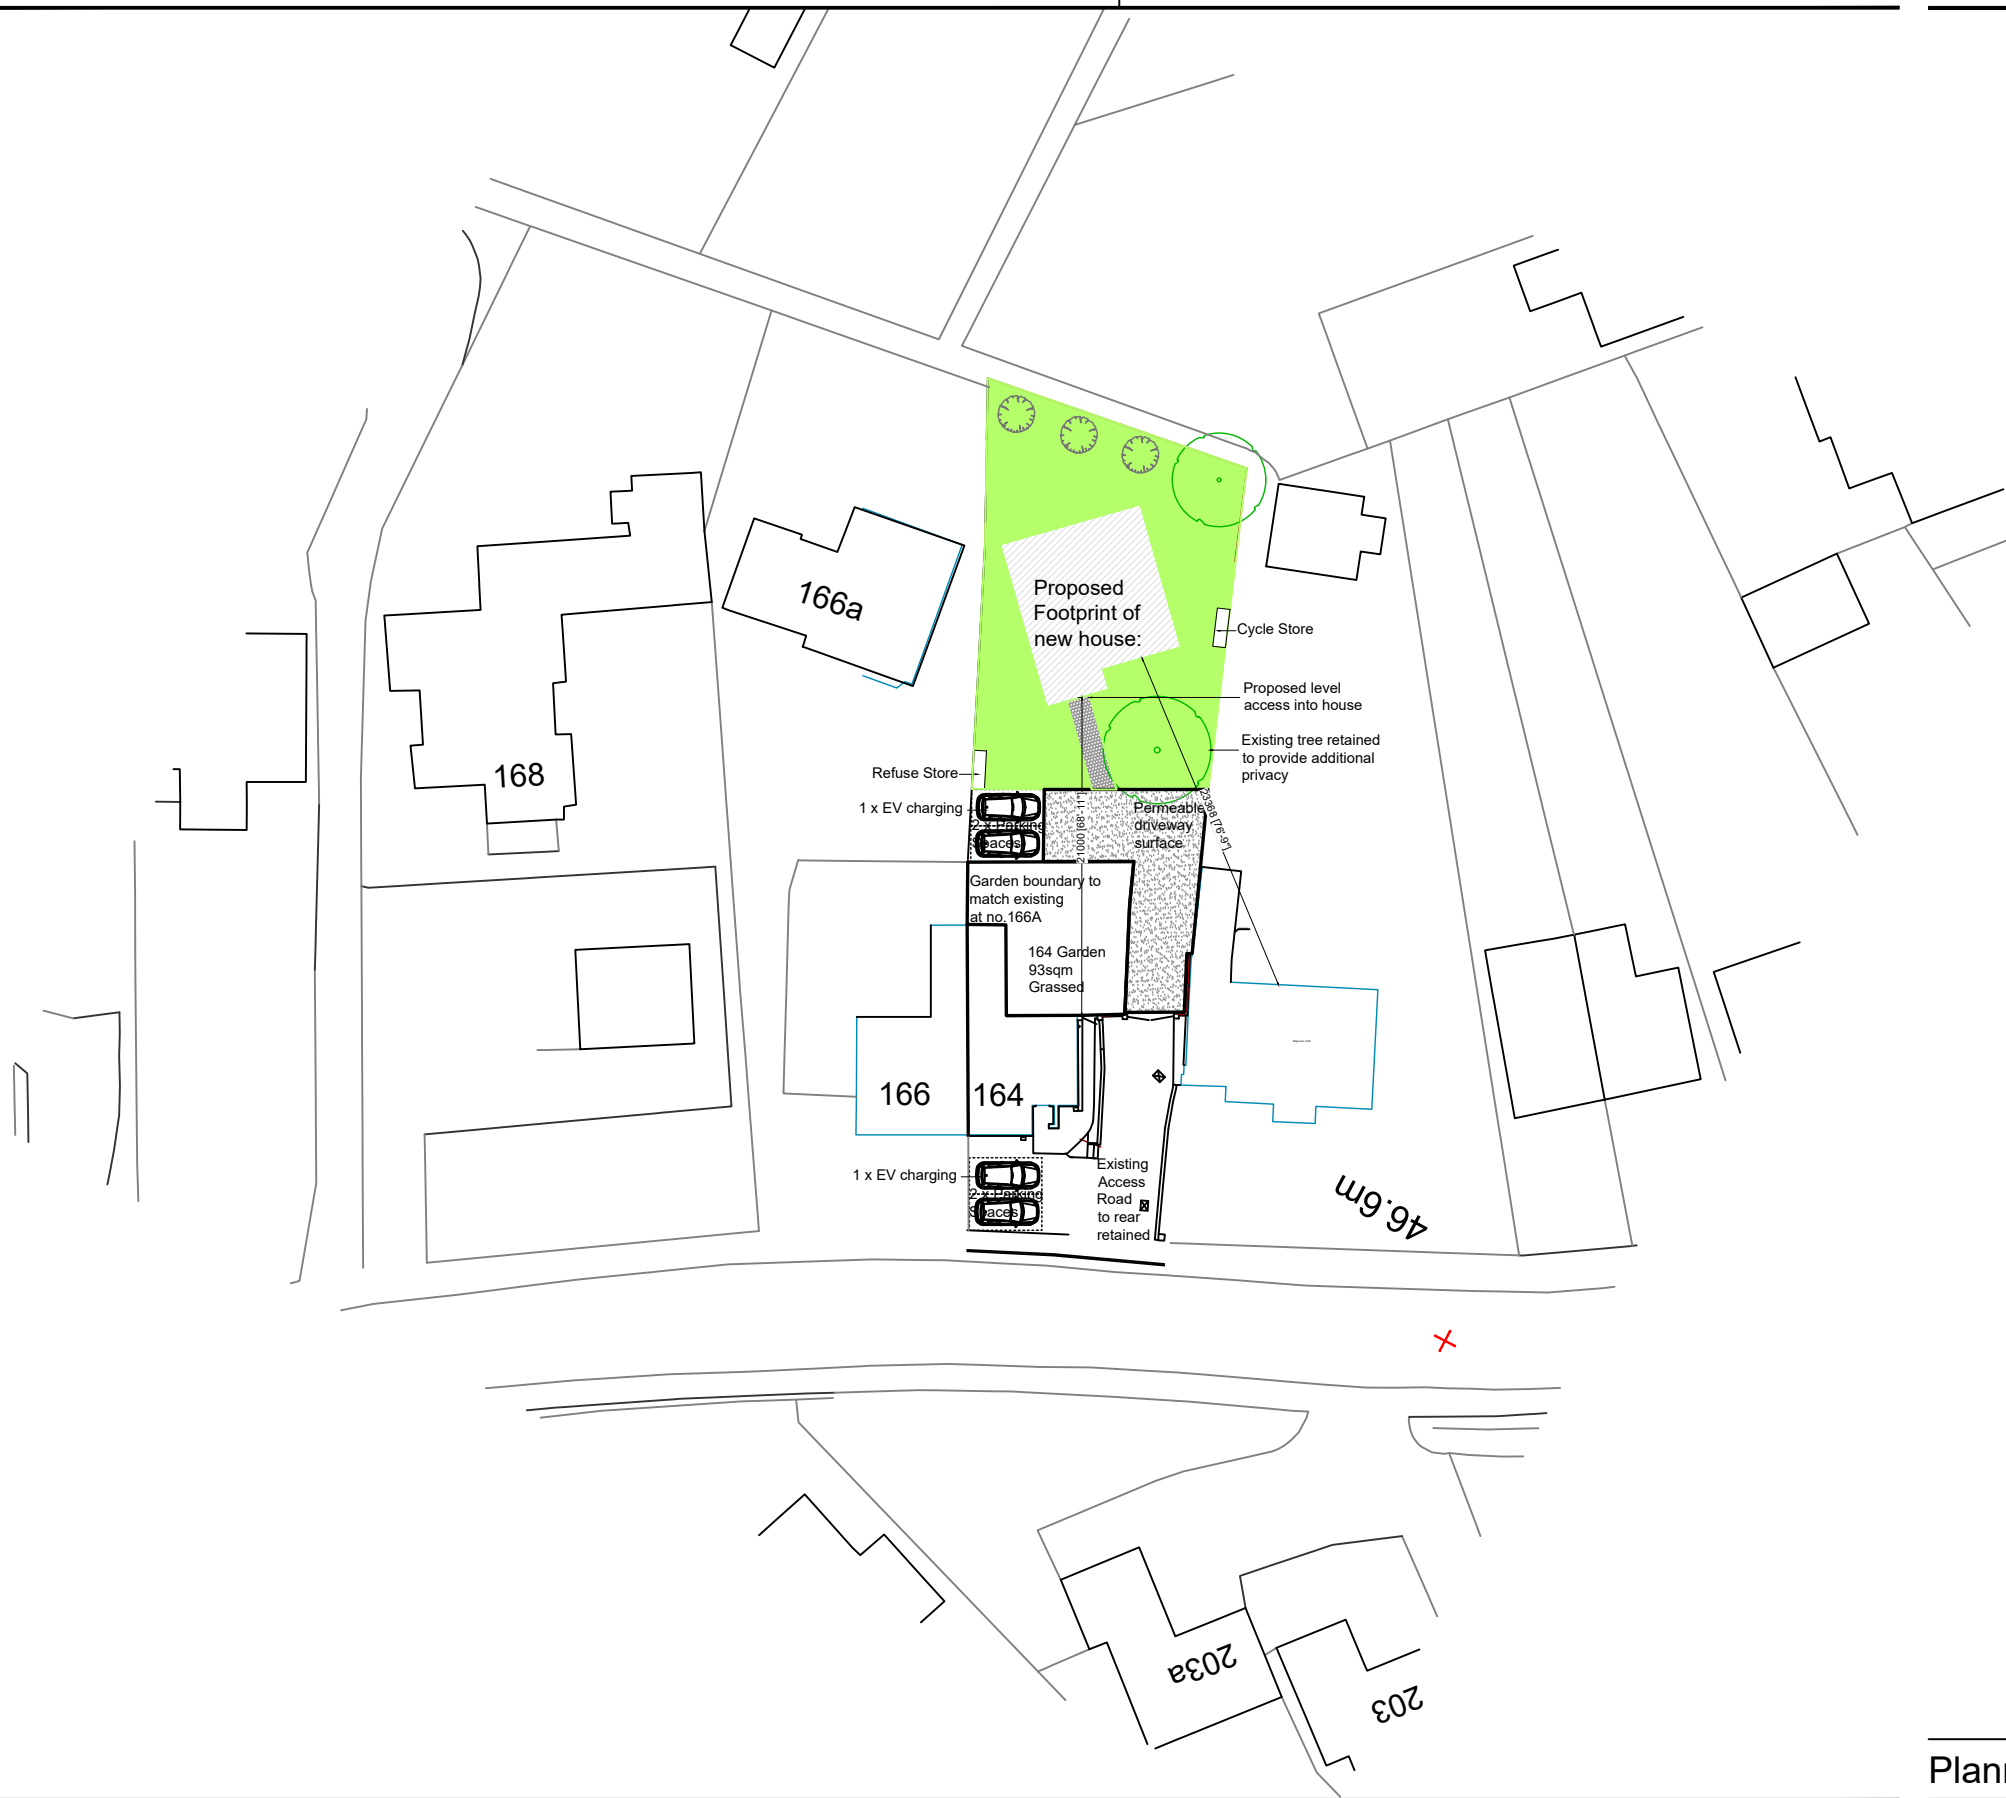 166a
Proposed
Footprint of
new house:
Cycle Store
Proposed level
access into house
Existing tree retained
to provide additional
privacy
168
Refuse Store
1 x EV charging
2 x Parking
Spaces
21000 [68'-11"]
Permeable
driveway
surface
23368 [76'-9"]
Garden boundary to
match existing
at no.166A
164 Garden
93sqm
Grassed
166
164
1 x EV charging
2 x Parking
Spaces
Existing
Access
Road
to rear
retained
46.6m
203a
203